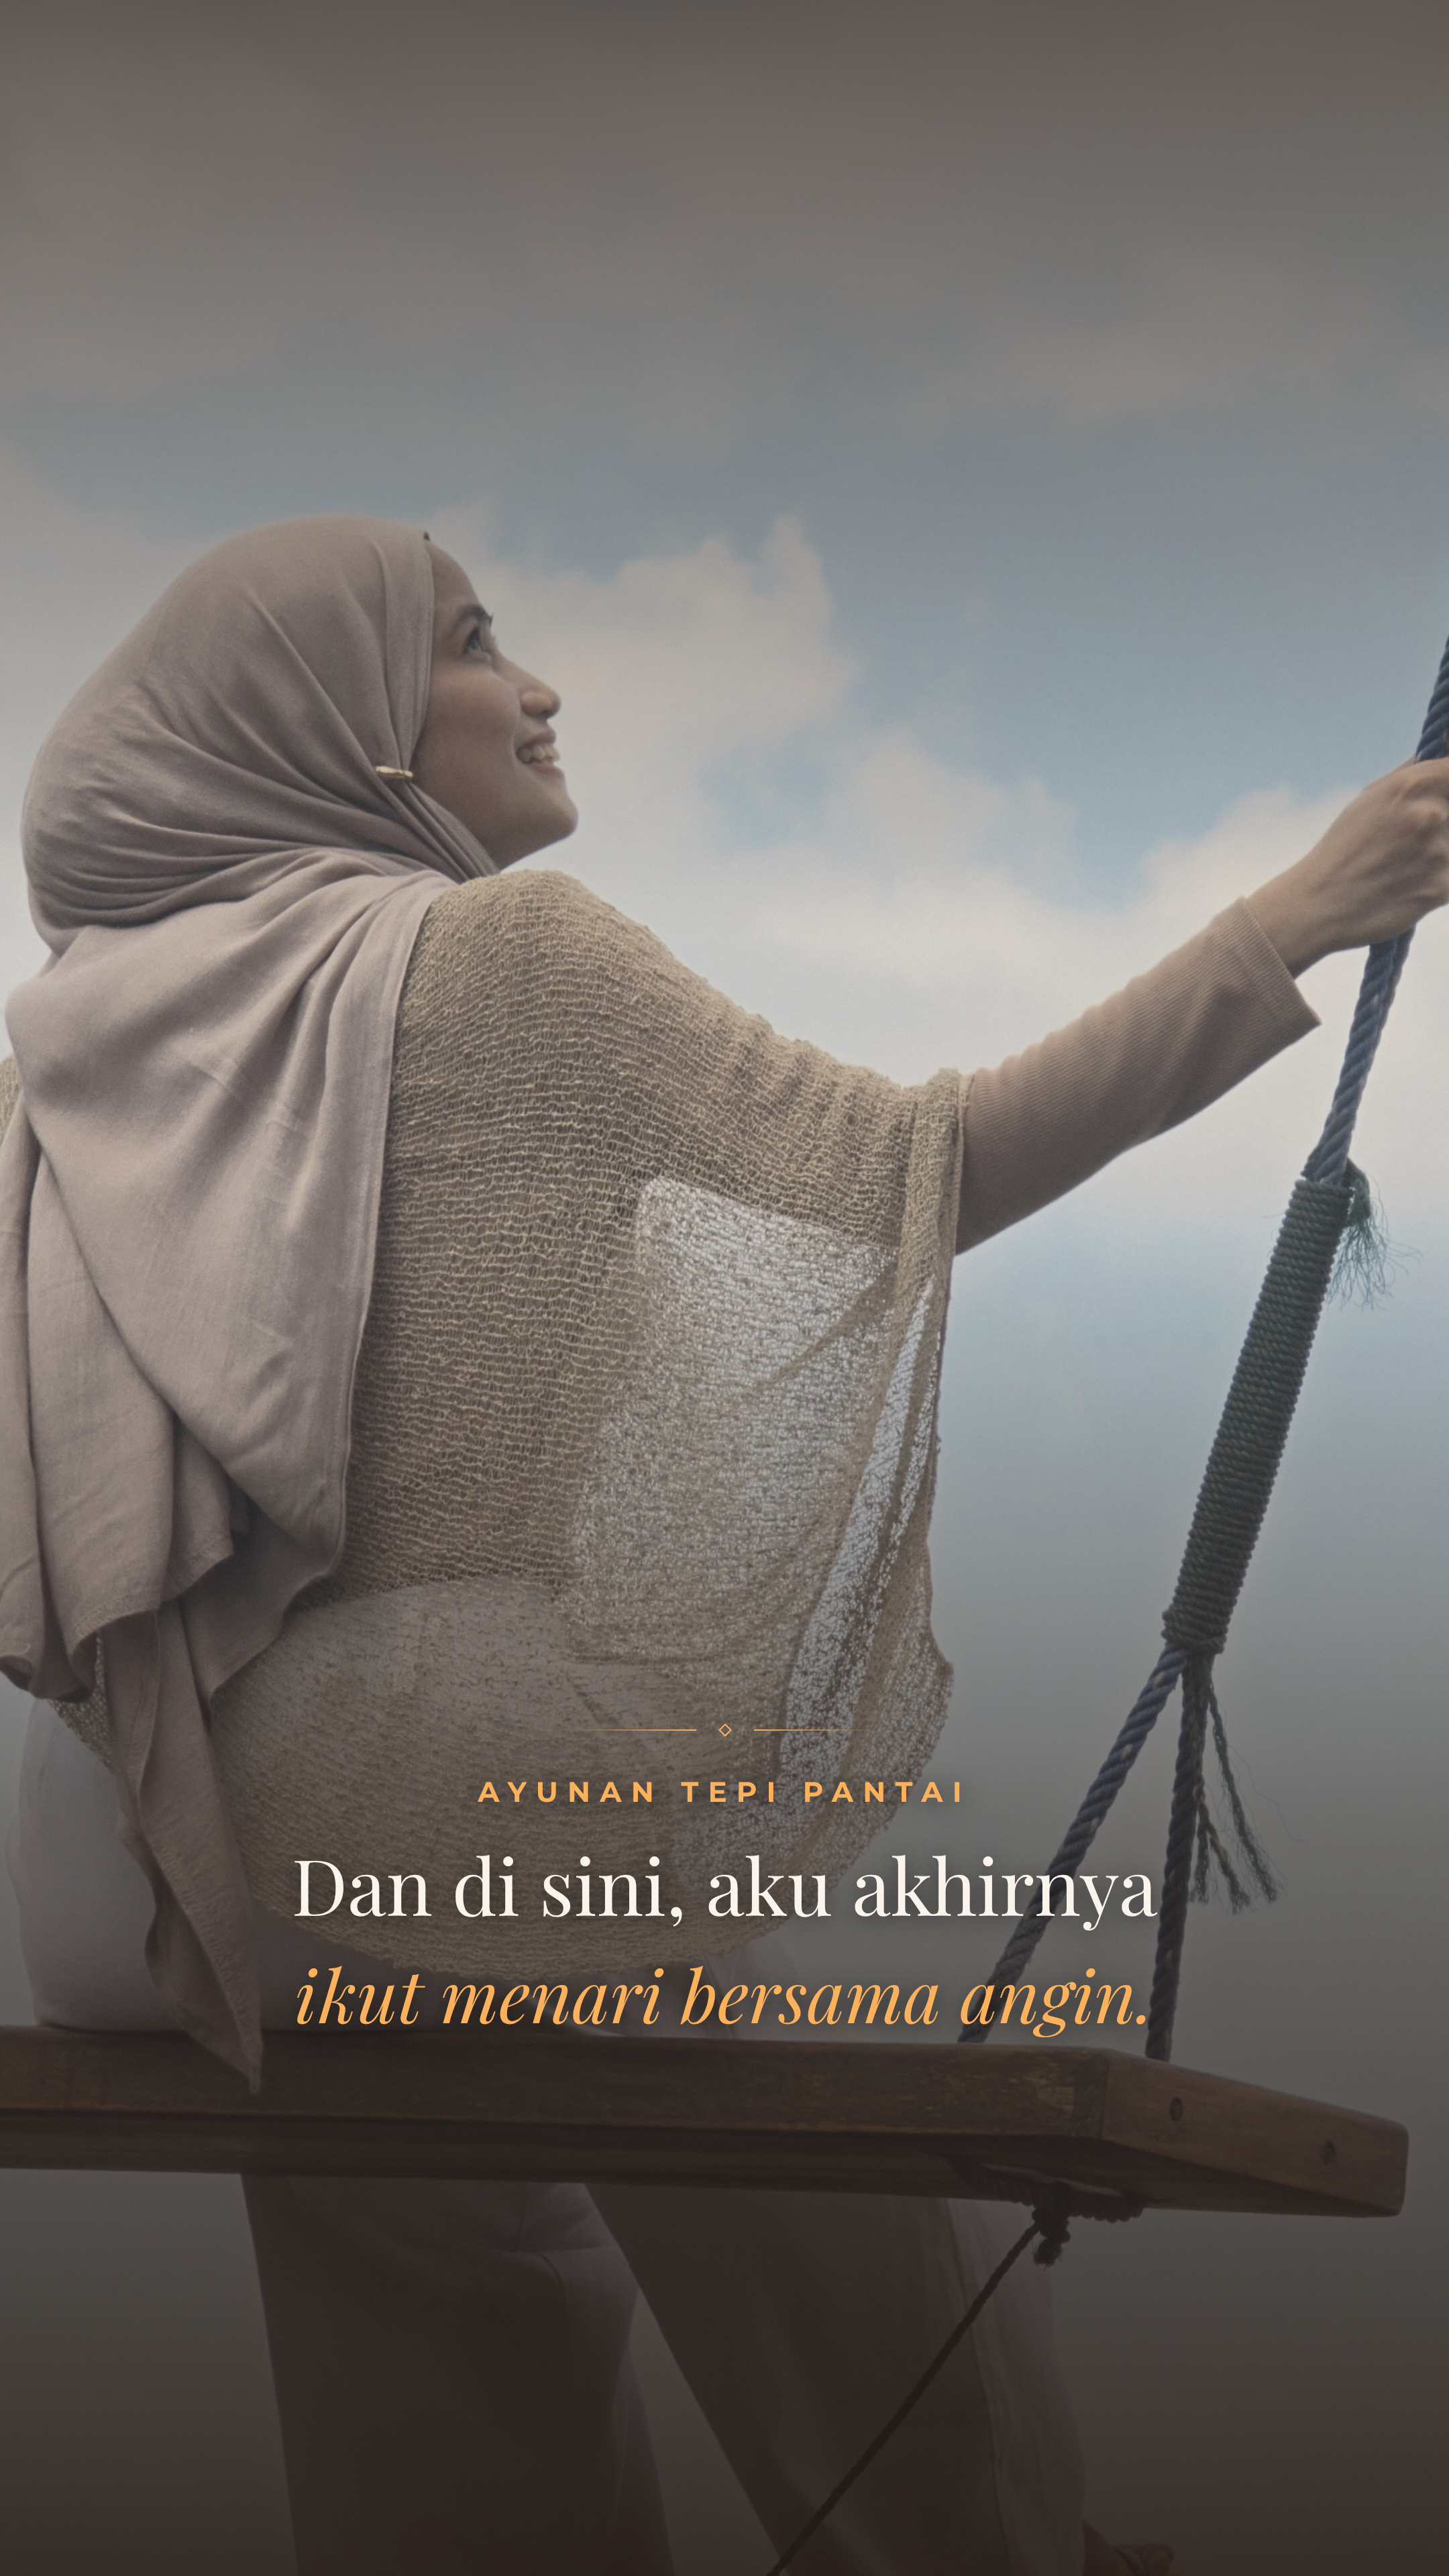 AYUNAN TEPI PANTAI
Dan di sini, aku akhirnya
ikut menari bersama angin.